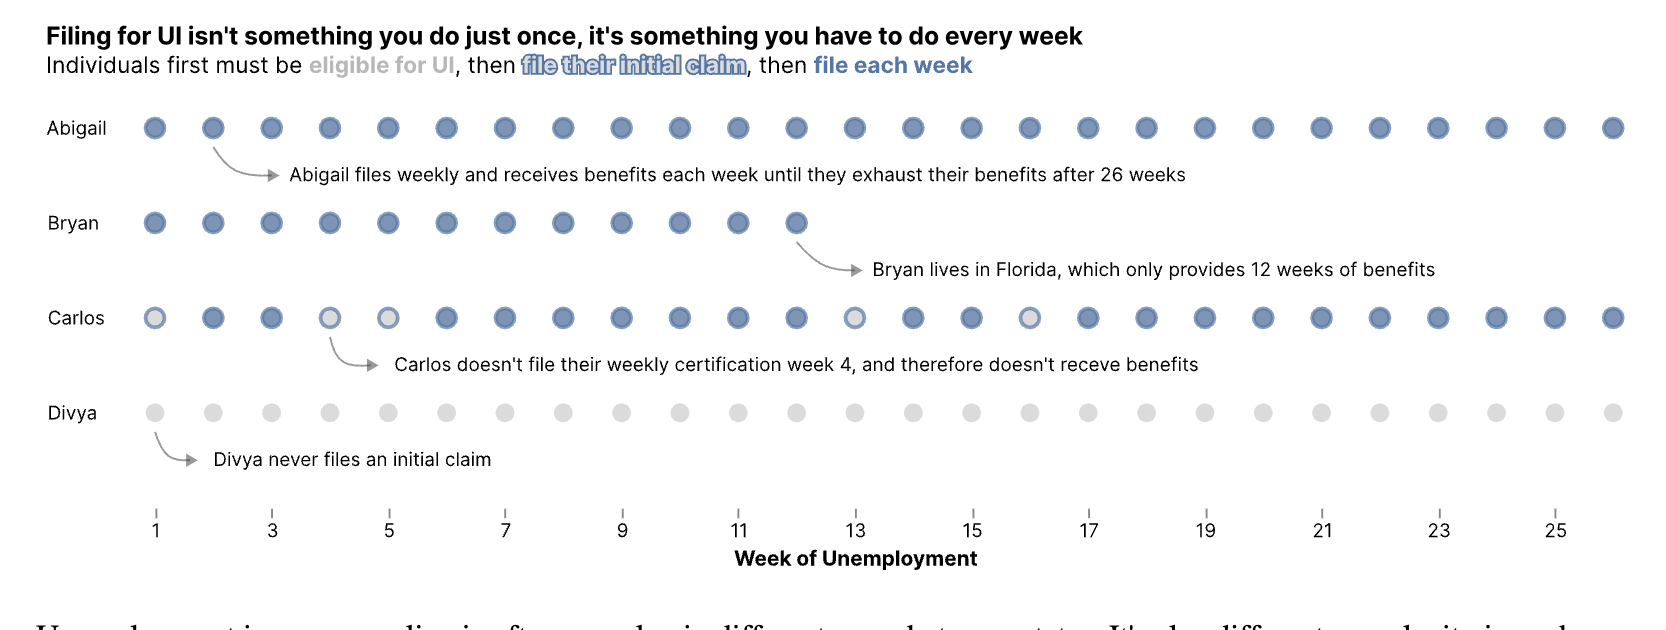 Filing for UI isn't something you do just once, it's something you have to do every week
Individuals first must be eligible for UI, then file their initial claim, then file each week
Abigail
Abigail files weekly and receives benefits each week until they exhaust their benefits after 26 weeks
Bryan
Bryan lives in Florida, which only provides 12 weeks of benefits
Carlos
Carlos doesn't file their weekly certification week 4, and therefore doesn't receve benefits
Divya
Divya never files an initial claim
1 3 5 7 9 11 13 15 17 19 21 23 25
Week of Unemployment